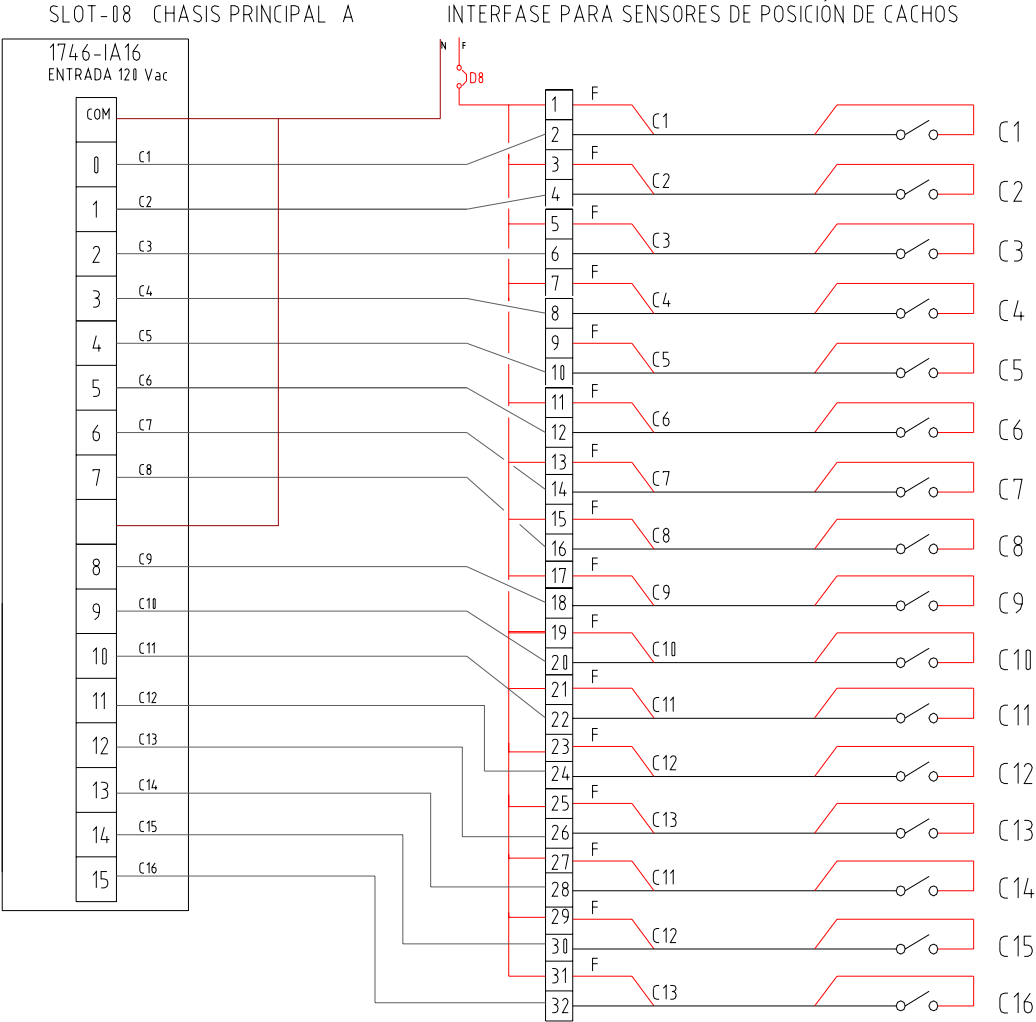 SLOT-08 CHASIS PRINCIPAL A
INTERFASE PARA SENSORES DE POSICIÓN DE CACHOS
1746-IA16
ENTRADA 120 Vac
N F
D8
COM
0 C1
1 C2
2 C3
3 C4
4 C5
5 C6
6 C7
7 C8
8 C9
9 C10
10 C11
11 C12
12 C13
13 C14
14 C15
15 C16
1 F
2 C1 C1
3 F
4 C2 C2
5 F
6 C3 C3
7 F
8 C4 C4
9 F
10 C5 C5
11 F
12 C6 C6
13 F
14 C7 C7
15 F
16 C8 C8
17 F
18 C9 C9
19 F
20 C10 C10
21 F
22 C11 C11
23 F
24 C12 C12
25 F
26 C13 C13
27 F
28 C11 C14
29 F
30 C12 C15
31 F
32 C13 C16